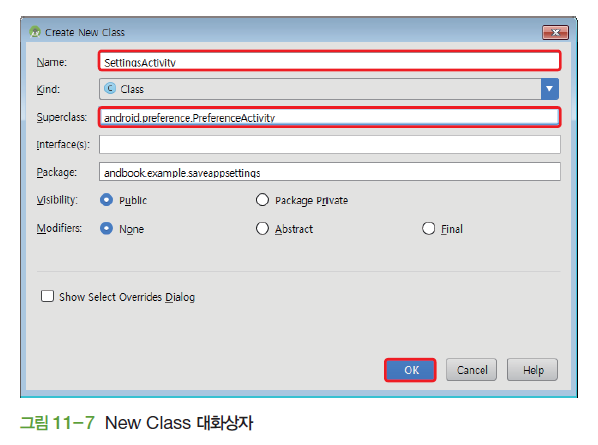 Create New Class
Name: SettingsActivity
Kind: C Class
Superclass: android.preference.PreferenceActivity
Interface(s):
Package: andbook.example.saveappsettings
Visibility: Public Package Private
Modifiers: None Abstract Final
Show Select Overrides Dialog
OK Cancel Help
그림 11-7 New Class 대화상자